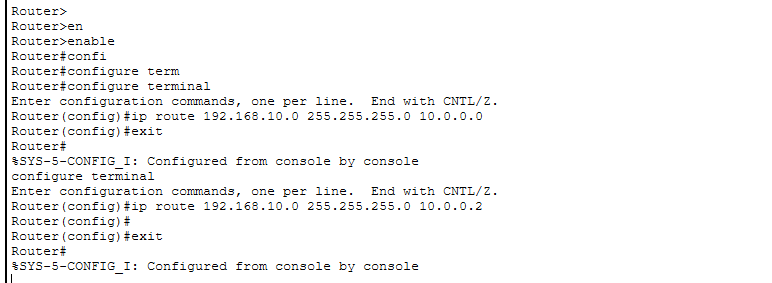 Router>
Router>en
Router>enable
Router#confi
Router#configure term
Router#configure terminal
Enter configuration commands, one per line.  End with CNTL/Z.
Router(config)#ip route 192.168.10.0 255.255.255.0 10.0.0.0
Router(config)#exit
Router#
%SYS-5-CONFIG_I: Configured from console by console
configure terminal
Enter configuration commands, one per line.  End with CNTL/Z.
Router(config)#ip route 192.168.10.0 255.255.255.0 10.0.0.2
Router(config)#
Router(config)#exit
Router#
%SYS-5-CONFIG_I: Configured from console by console